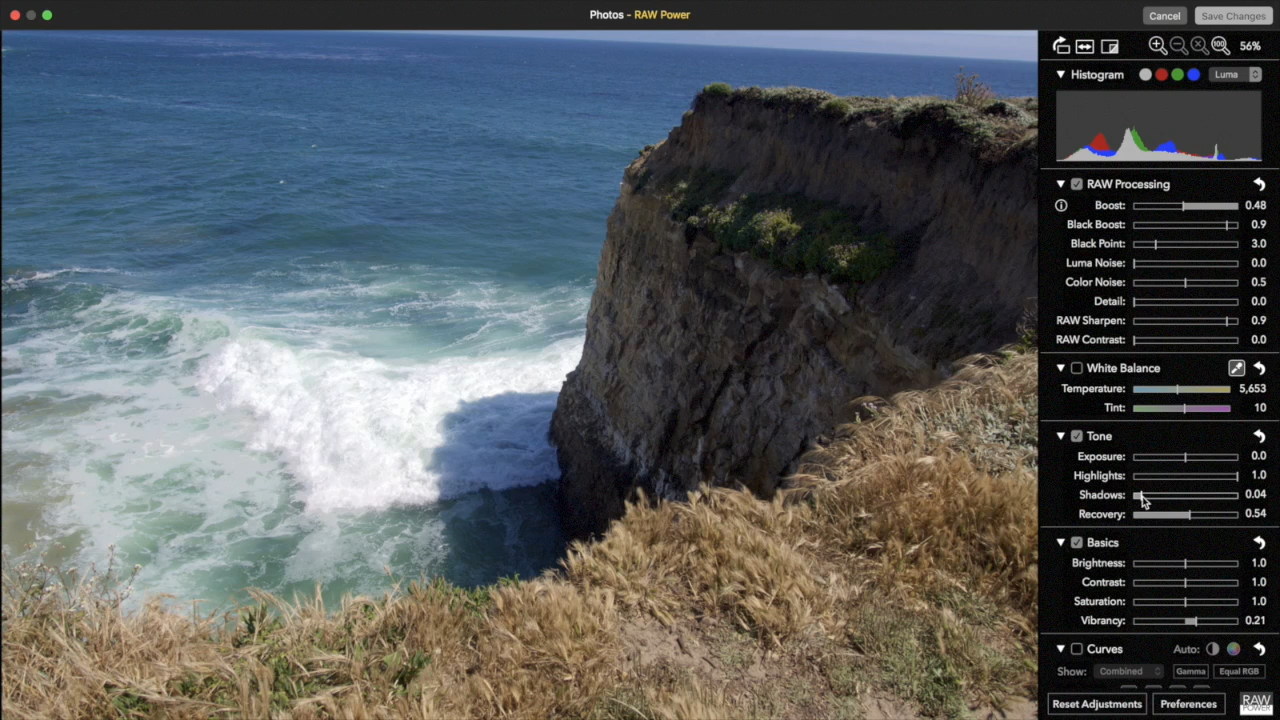 Photos - RAW Power
Cancel
Save Changes
100
56%
Histogram
Luma
RAW Processing
Boost: 0.48
Black Boost: 0.9
Black Point: 3.0
Luma Noise: 0.0
Color Noise: 0.5
Detail: 0.0
RAW Sharpen: 0.9
RAW Contrast: 0.0
White Balance
Temperature: 5,653
Tint: 10
Tone
Exposure: 0.0
Highlights: 1.0
Shadows: 0.04
Recovery: 0.54
Basics
Brightness: 1.0
Contrast: 1.0
Saturation: 1.0
Vibrancy: 0.21
Curves Auto:
Show: Combined Gamma Equal RGB
Reset Adjustments Preferences
RAW
POWER